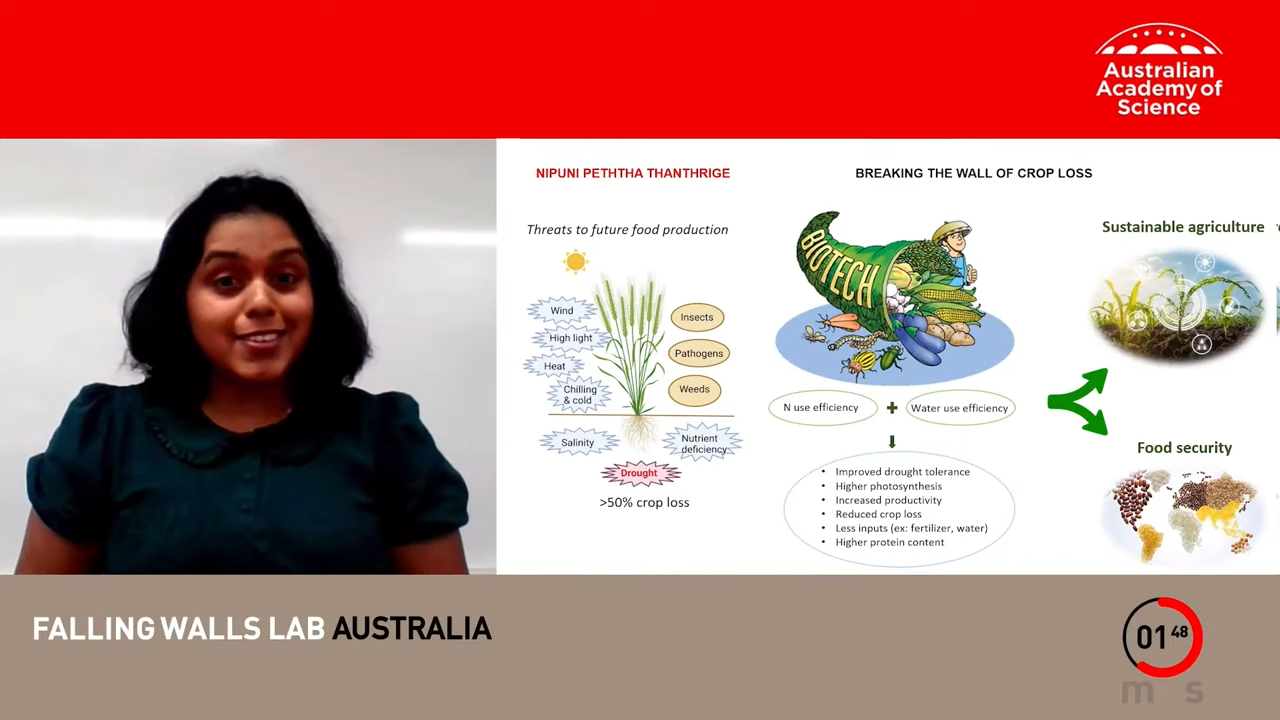 Australian
Academy of
Science
NIPUNI PEHTHA THANTHRIGE
BREAKING THE WALL OF CROP LOSS
Threats to future food production
Wind
High light
Heat
Chilling
& cold
Salinity
Insects
Pathogens
Weeds
Nutrient
deficiency
Drought
>50% crop loss
BIOTECH
N use efficiency
+
Water use efficiency
• Improved drought tolerance
• Higher photosynthesis
• Increased productivity
• Reduced crop loss
• Less inputs (ex: fertilizer, water)
• Higher protein content
Sustainable agriculture
Food security
FALLING WALLS LAB AUSTRALIA
01 48
m s